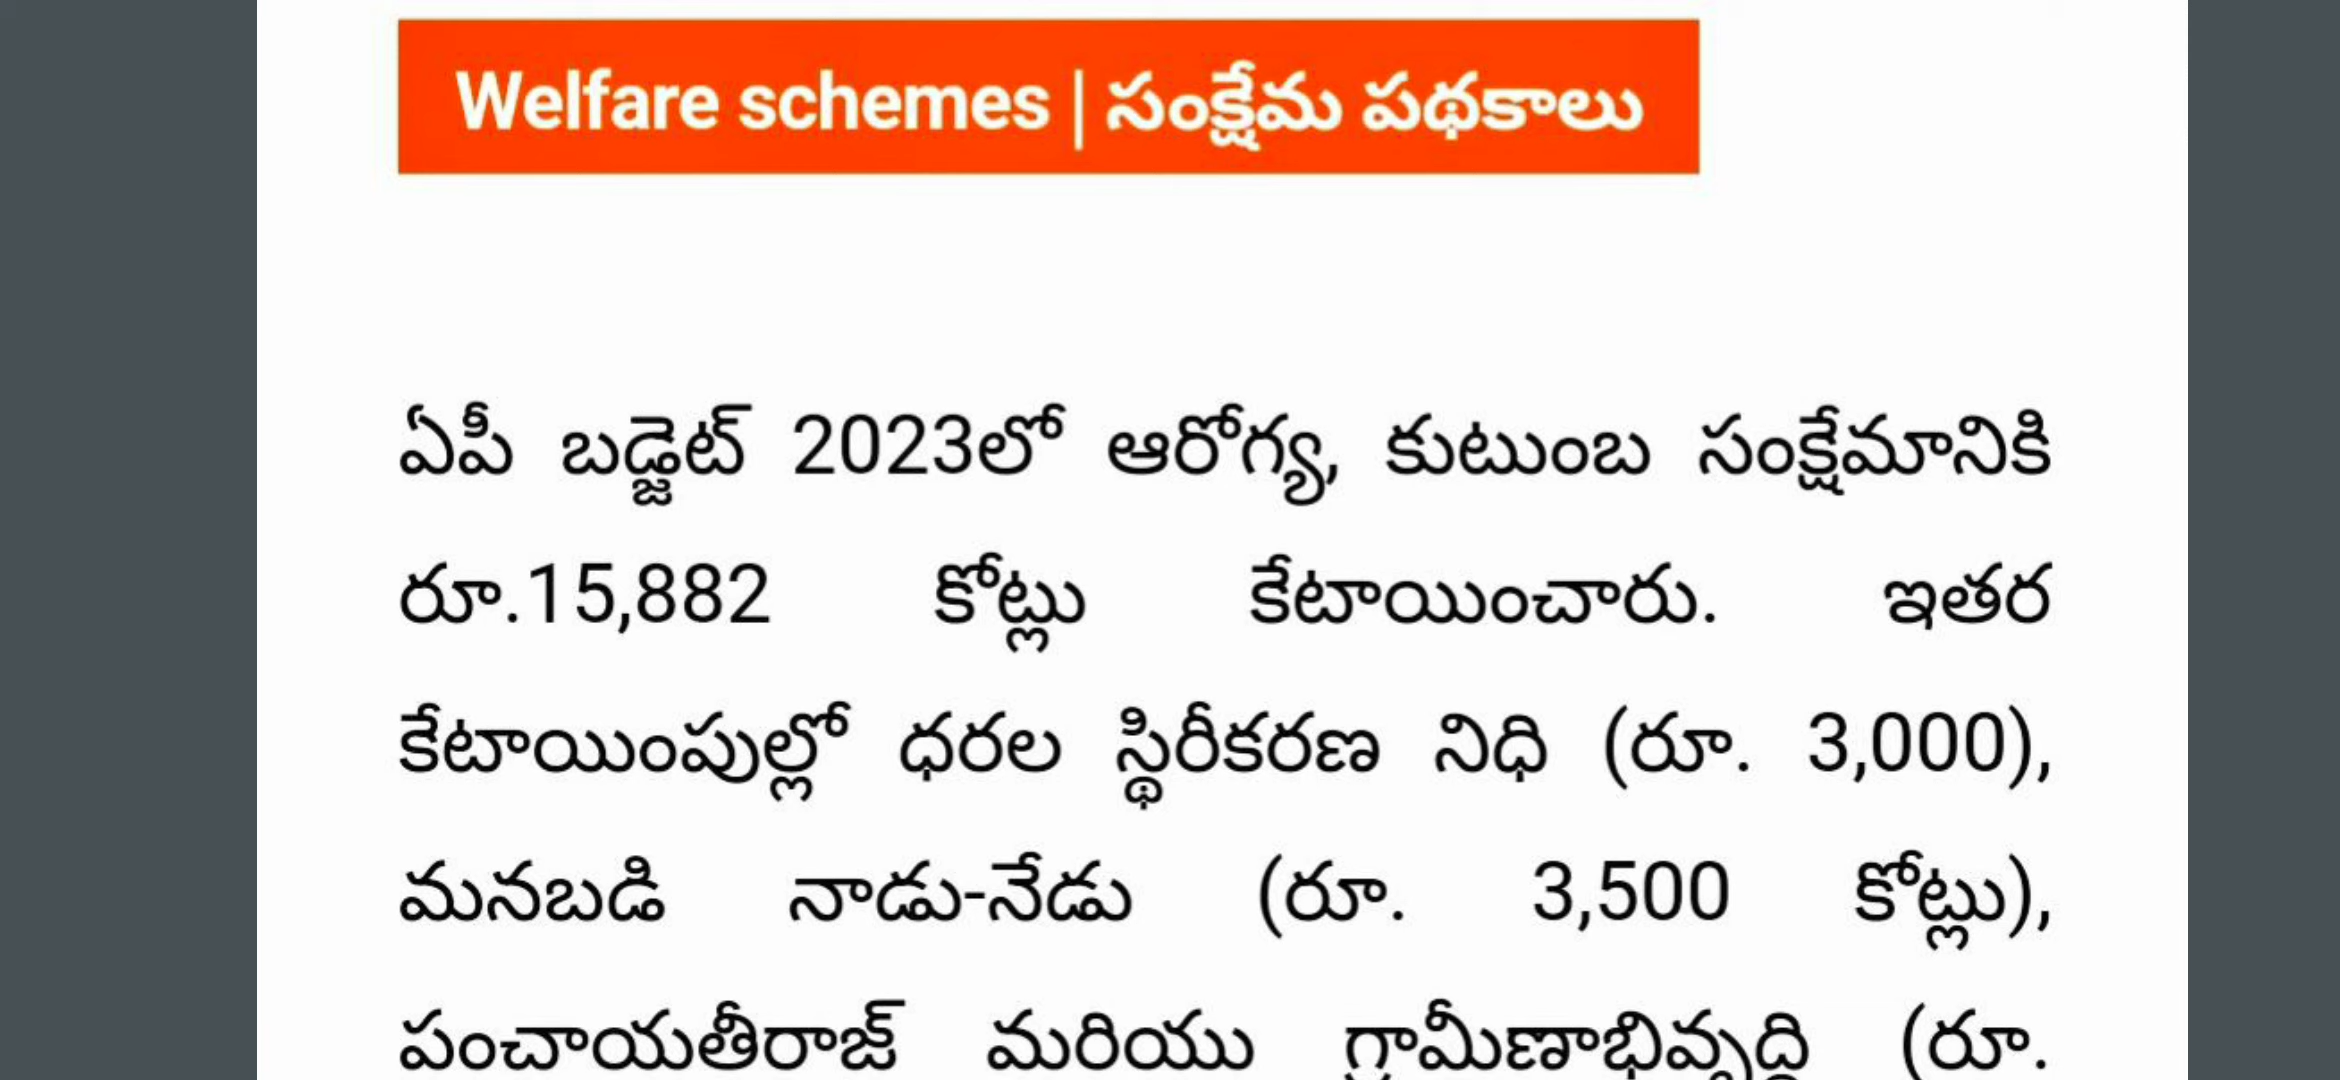 Welfare schemes | సంక్షేమ పథకాలు
ఏపీ బడ్జెట్ 2023లో ఆరోగ్య, కుటుంబ సంక్షేమానికి
రూ.15,882 కోట్లు కేటాయించారు. ఇతర
కేటాయింపుల్లో ధరల స్థిరీకరణ నిధి (రూ. 3,000),
మనబడి నాడు-నేడు (రూ. 3,500 కోట్లు),
పంచాయతీరాజ్ మరియు గ్రామీణాభివృద్ధి (రూ.